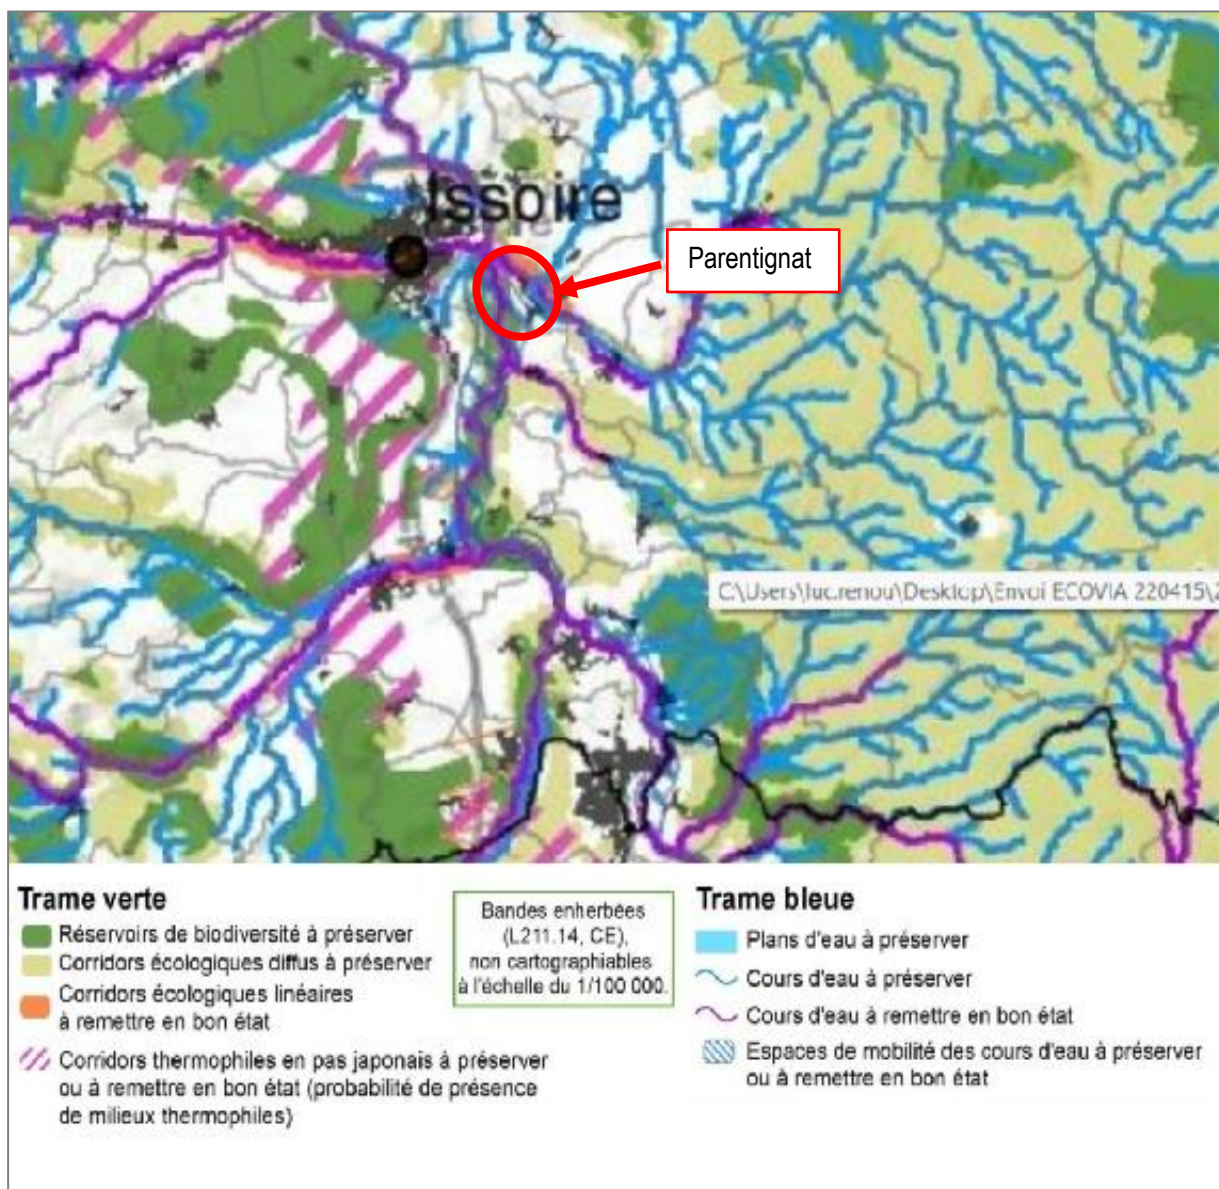 Issoire
Parentignat
C:\Users\luc.renou\Desktop\Envoi ECOVIA 220415\2
Trame verte
Réservoirs de biodiversité à préserver
Corridors écologiques diffus à préserver
Corridors écologiques linéaires
à remettre en bon état
Corridors thermophiles en pas japonais à préserver
ou à remettre en bon état (probabilité de présence
de milieux thermophiles)
Bandes enherbées
(L211.14, CE),
non cartographiables
à l'échelle du 1/100 000.
Trame bleue
Plans d'eau à préserver
Cours d'eau à préserver
Cours d'eau à remettre en bon état
Espaces de mobilité des cours d'eau à préserver
ou à remettre en bon état